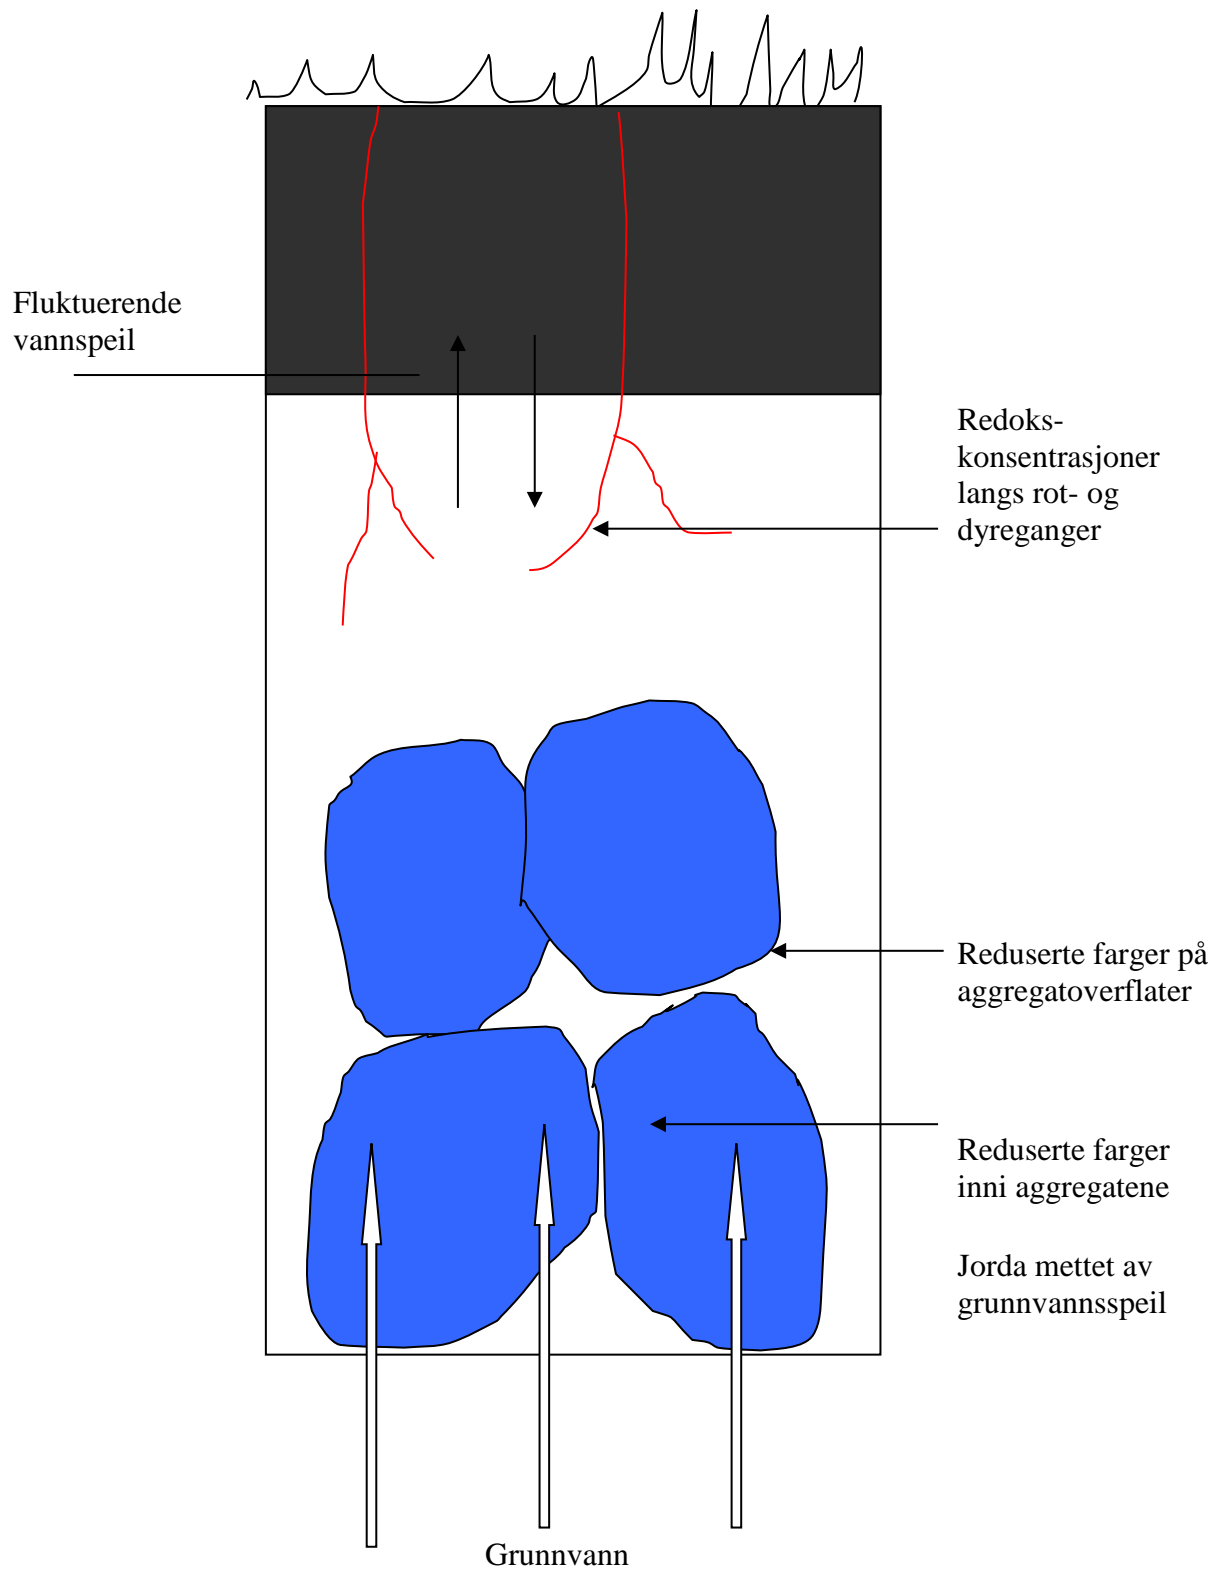 Fluktuerende
vannspeil
Redoks-
konsentrasjoner
langs rot- og
dyreganger
Reduserte farger på
aggregatoverflater
Reduserte farger
inni aggregatene
Jorda mettet av
grunnvannsspeil
Grunnvann